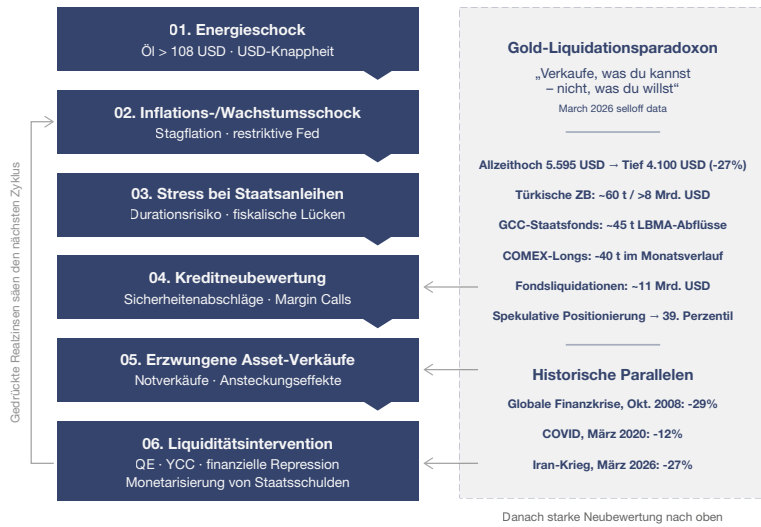 01. Energieschock
Öl > 108 USD · USD-Knappheit
02. Inflations-/Wachstumsschock
Stagflation · restriktive Fed
03. Stress bei Staatsanleihen
Durationsrisiko · fiskalische Lücken
04. Kreditneubewertung
Sicherheitenabschläge · Margin Calls
05. Erzwungene Asset-Verkäufe
Notverkäufe · Ansteckungseffekte
06. Liquiditätsintervention
QE · YCC · finanzielle Repression
Monetarisierung von Staatsschulden
Gedrückte Realzinsen säen den nächsten Zyklus
Gold-Liquidationsparadoxon
„Verkaufe, was du kannst
– nicht, was du willst“
March 2026 selloff data
Allzeithoch 5.595 USD → Tief 4.100 USD (-27%)
Türkische ZB: ~60 t / >8 Mrd. USD
GCC-Staatsfonds: ~45 t LBMA-Abflüsse
COMEX-Longs: -40 t im Monatsverlauf
Fondsliquidationen: ~11 Mrd. USD
Spekulative Positionierung → 39. Perzentil
Historische Parallelen
Globale Finanzkrise, Okt. 2008: -29%
COVID, März 2020: -12%
Iran-Krieg, März 2026: -27%
Danach starke Neubewertung nach oben